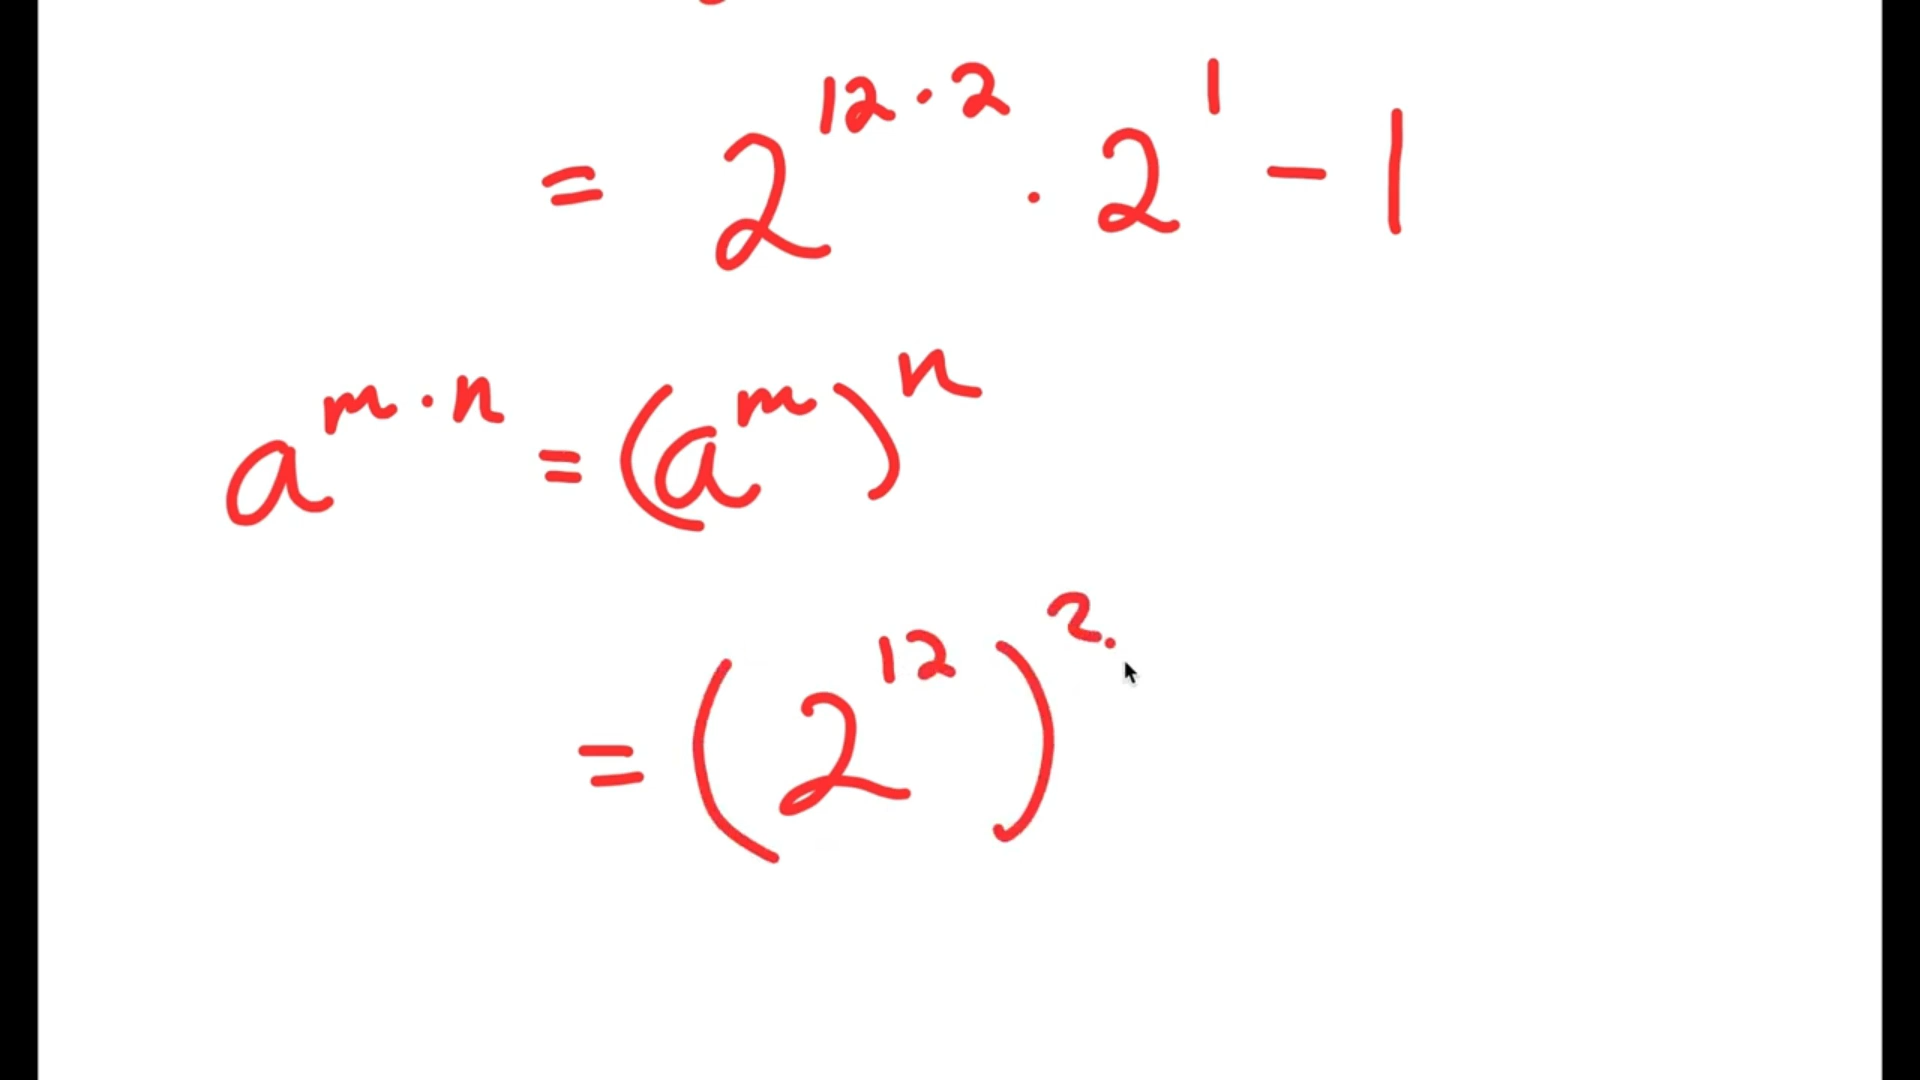 = 2^{12·2} · 2^1 − 1
a^{m·n} = (a^m)^n
= (2^{12})^2.